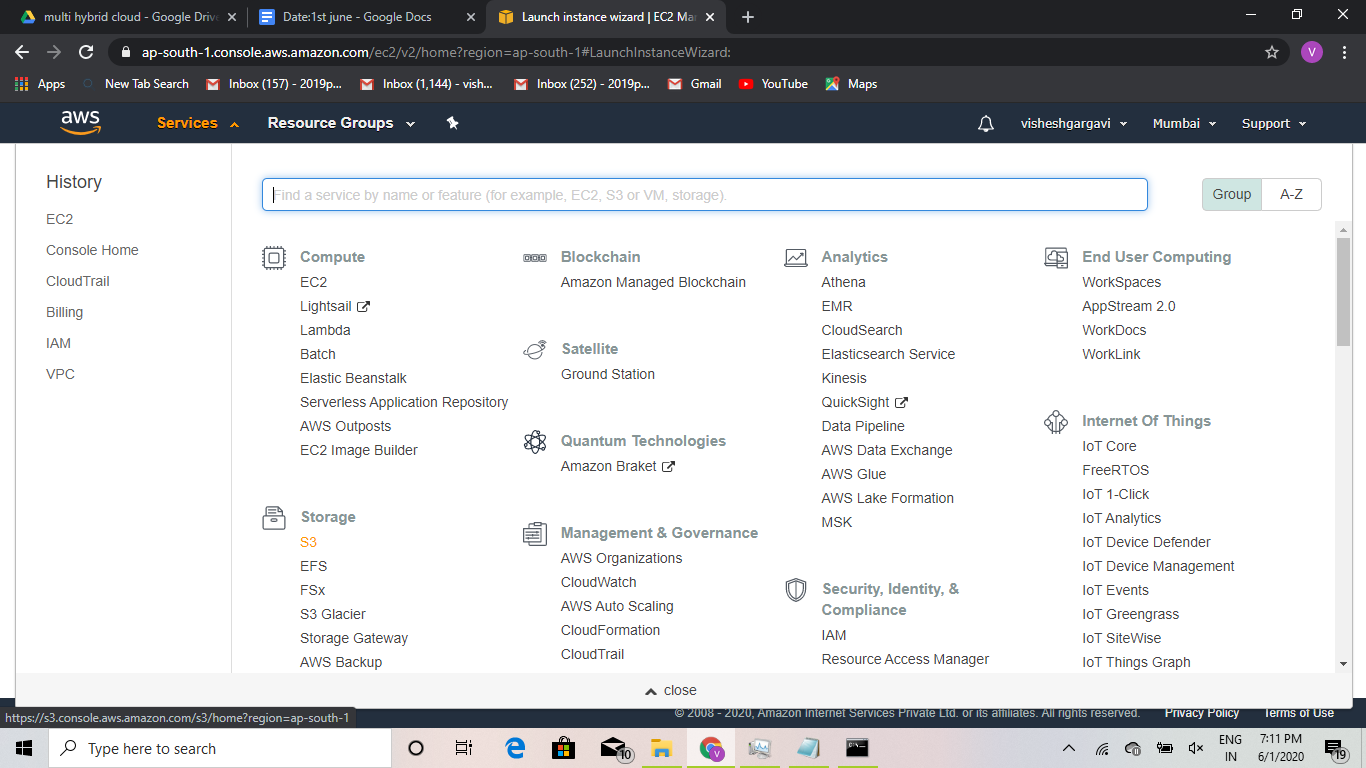 multi hybrid cloud - Google Drive
Date:1st june - Google Docs
Launch instance wizard | EC2 Mar
ap-south-1.console.aws.amazon.com/ec2/v2/home?region=ap-south-1#LaunchInstanceWizard:
V
Apps
New Tab Search
Inbox (157) - 2019p...
Inbox (1,144) - vish...
Inbox (252) - 2019p...
Gmail
YouTube
Maps
aws
Services
Resource Groups
visheshgargavi
Mumbai
Support
History
EC2
Console Home
CloudTrail
Billing
IAM
VPC
Find a service by name or feature (for example, EC2, S3 or VM, storage).
Group
A-Z
Compute
EC2
Lightsail
Lambda
Batch
Elastic Beanstalk
Serverless Application Repository
AWS Outposts
EC2 Image Builder
Storage
S3
EFS
FSx
S3 Glacier
Storage Gateway
AWS Backup
Blockchain
Amazon Managed Blockchain
Satellite
Ground Station
Quantum Technologies
Amazon Braket
Management & Governance
AWS Organizations
CloudWatch
AWS Auto Scaling
CloudFormation
CloudTrail
Analytics
Athena
EMR
CloudSearch
Elasticsearch Service
Kinesis
QuickSight
Data Pipeline
AWS Data Exchange
AWS Glue
AWS Lake Formation
MSK
Security, Identity, &
Compliance
IAM
Resource Access Manager
End User Computing
WorkSpaces
AppStream 2.0
WorkDocs
WorkLink
Internet Of Things
IoT Core
FreeRTOS
IoT 1-Click
IoT Analytics
IoT Device Defender
IoT Device Management
IoT Events
IoT Greengrass
IoT SiteWise
IoT Things Graph
close
https://s3.console.aws.amazon.com/s3/home?region=ap-south-1
© 2008 - 2020, Amazon Internet Services Private Ltd. or its affiliates. All rights reserved.
Privacy Policy
Terms of Use
Type here to search
10
V
ENG
IN
7:11 PM
6/1/2020
19